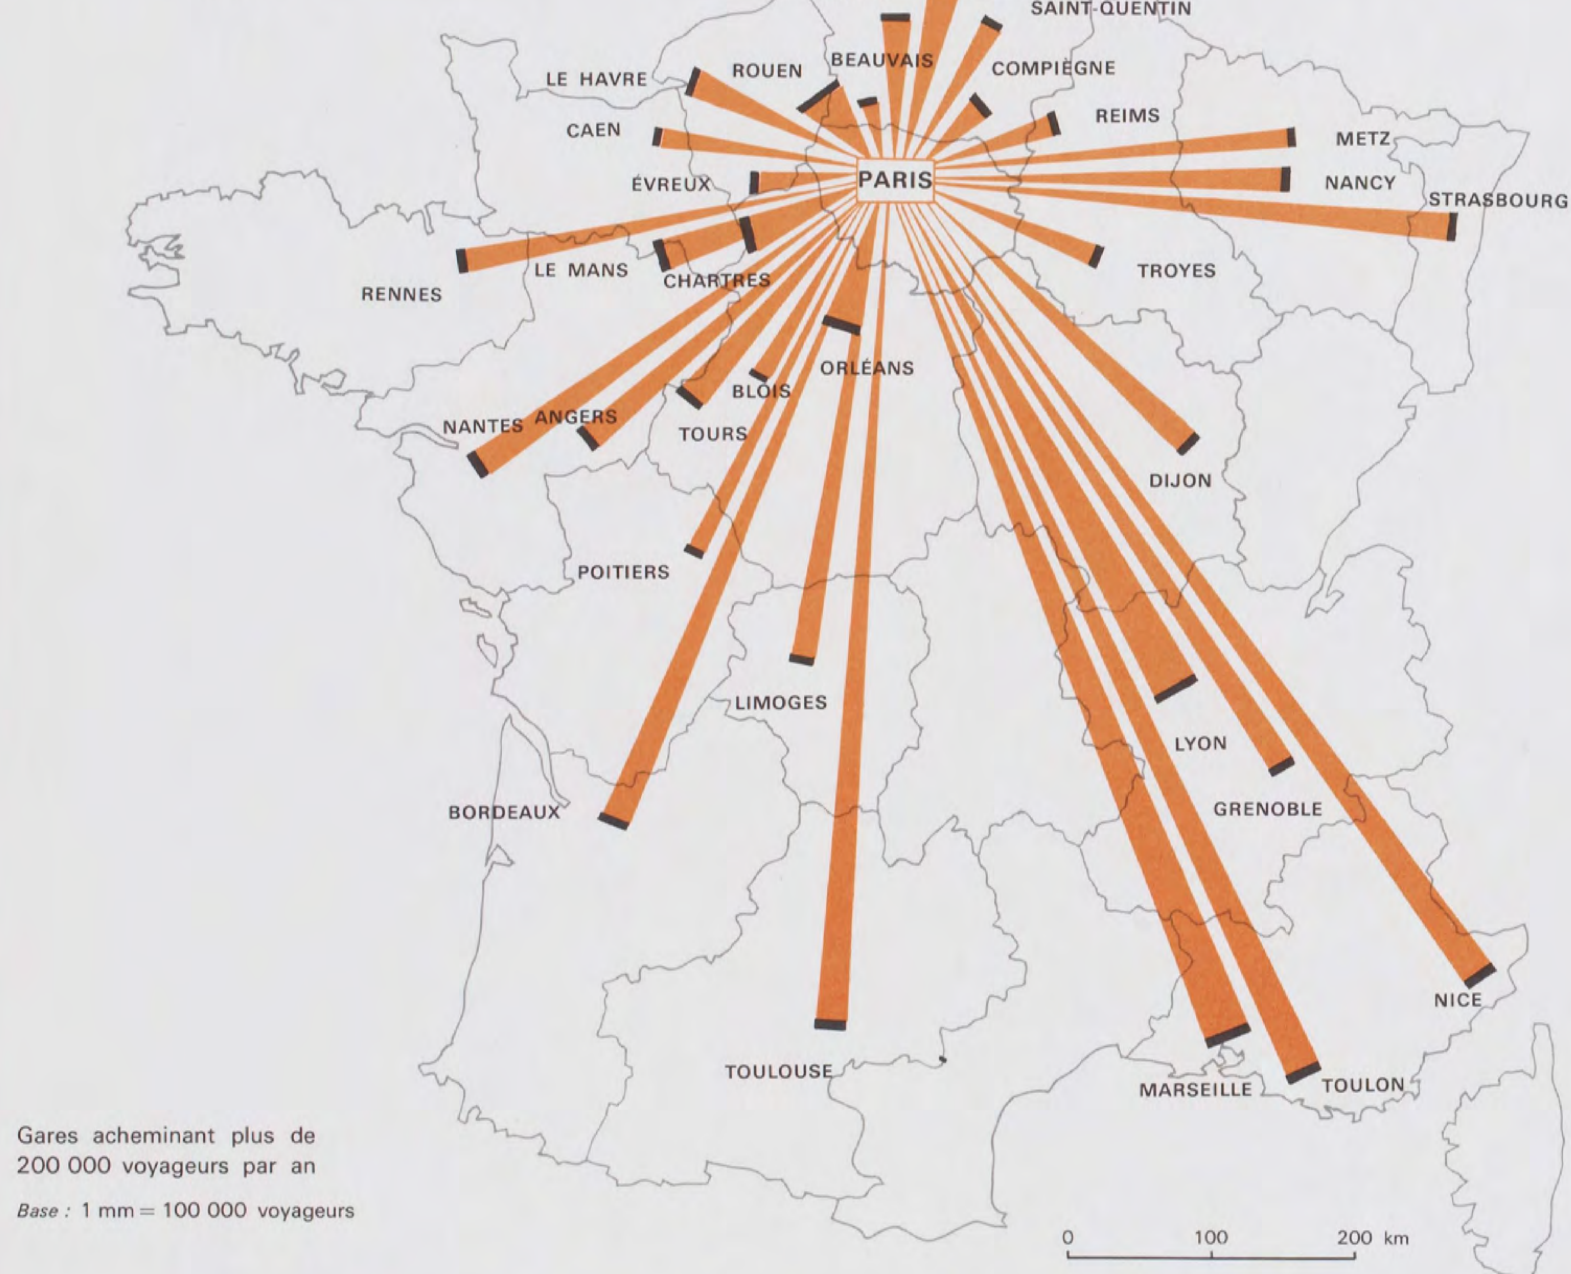 SAINT-QUENTIN
BEAUVAIS
ROUEN
LE HAVRE
COMPIÈGNE
REIMS
CAEN
METZ
ÉVREUX
PARIS
NANCY
STRASBOURG
LE MANS
CHARTRES
TROYES
RENNES
ORLÉANS
BLOIS
NANTES
ANGERS
TOURS
DIJON
POITIERS
LIMOGES
LYON
BORDEAUX
GRENOBLE
NICE
TOULOUSE
MARSEILLE
TOULON
Gares acheminant plus de
200 000 voyageurs par an
Base : 1 mm = 100 000 voyageurs
0 100 200 km